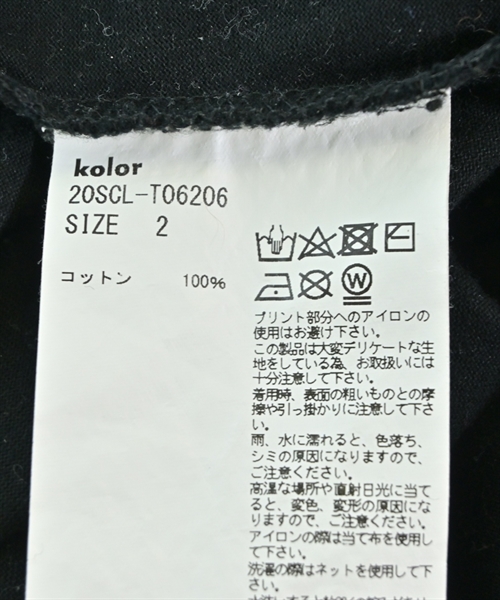 kolor
20SCL-T06206
SIZE 2
コットン 100%
W
プリント部分へのアイロンの
使用はお避け下さい。
この製品は大変デリケートな生
地をしている為、お取扱いには
十分注意して下さい。
着用時、表面の粗いものとの摩
擦や引っ掛かりに注意して下さ
い。
雨、水に濡れると、色落ち、
シミの原因になりますので、
ご注意ください。
高温な場所や直射日光に当て
ると、変色、変形の原因にな
りますので、ご注意ください。
アイロンの際は当て布を使用し
て下さい。
洗濯の際はネットを使用して下
さい。